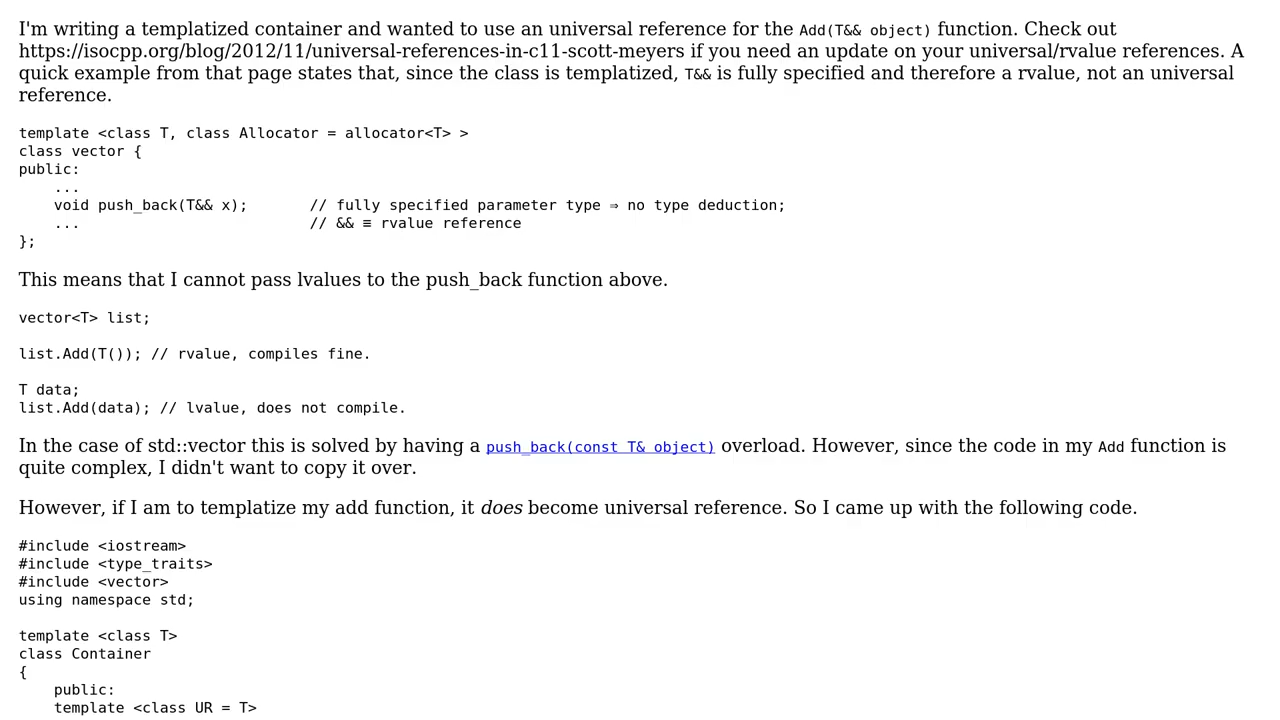 I'm writing a templatized container and wanted to use an universal reference for the Add(T&& object) function. Check out
https://isocpp.org/blog/2012/11/universal-references-in-c11-scott-meyers if you need an update on your universal/rvalue references. A
quick example from that page states that, since the class is templatized, T&& is fully specified and therefore a rvalue, not an universal
reference.
template <class T, class Allocator = allocator<T> >
class vector {
public:
    ...
    void push_back(T&& x);       // fully specified parameter type ⇒ no type deduction;
    ...                          // && ≡ rvalue reference
};
This means that I cannot pass lvalues to the push_back function above.
vector<T> list;
list.Add(T()); // rvalue, compiles fine.
T data;
list.Add(data); // lvalue, does not compile.
In the case of std::vector this is solved by having a push_back(const T& object) overload. However, since the code in my Add function is
quite complex, I didn't want to copy it over.
However, if I am to templatize my add function, it does become universal reference. So I came up with the following code.
#include <iostream>
#include <type_traits>
#include <vector>
using namespace std;
template <class T>
class Container
{
    public:
    template <class UR = T>